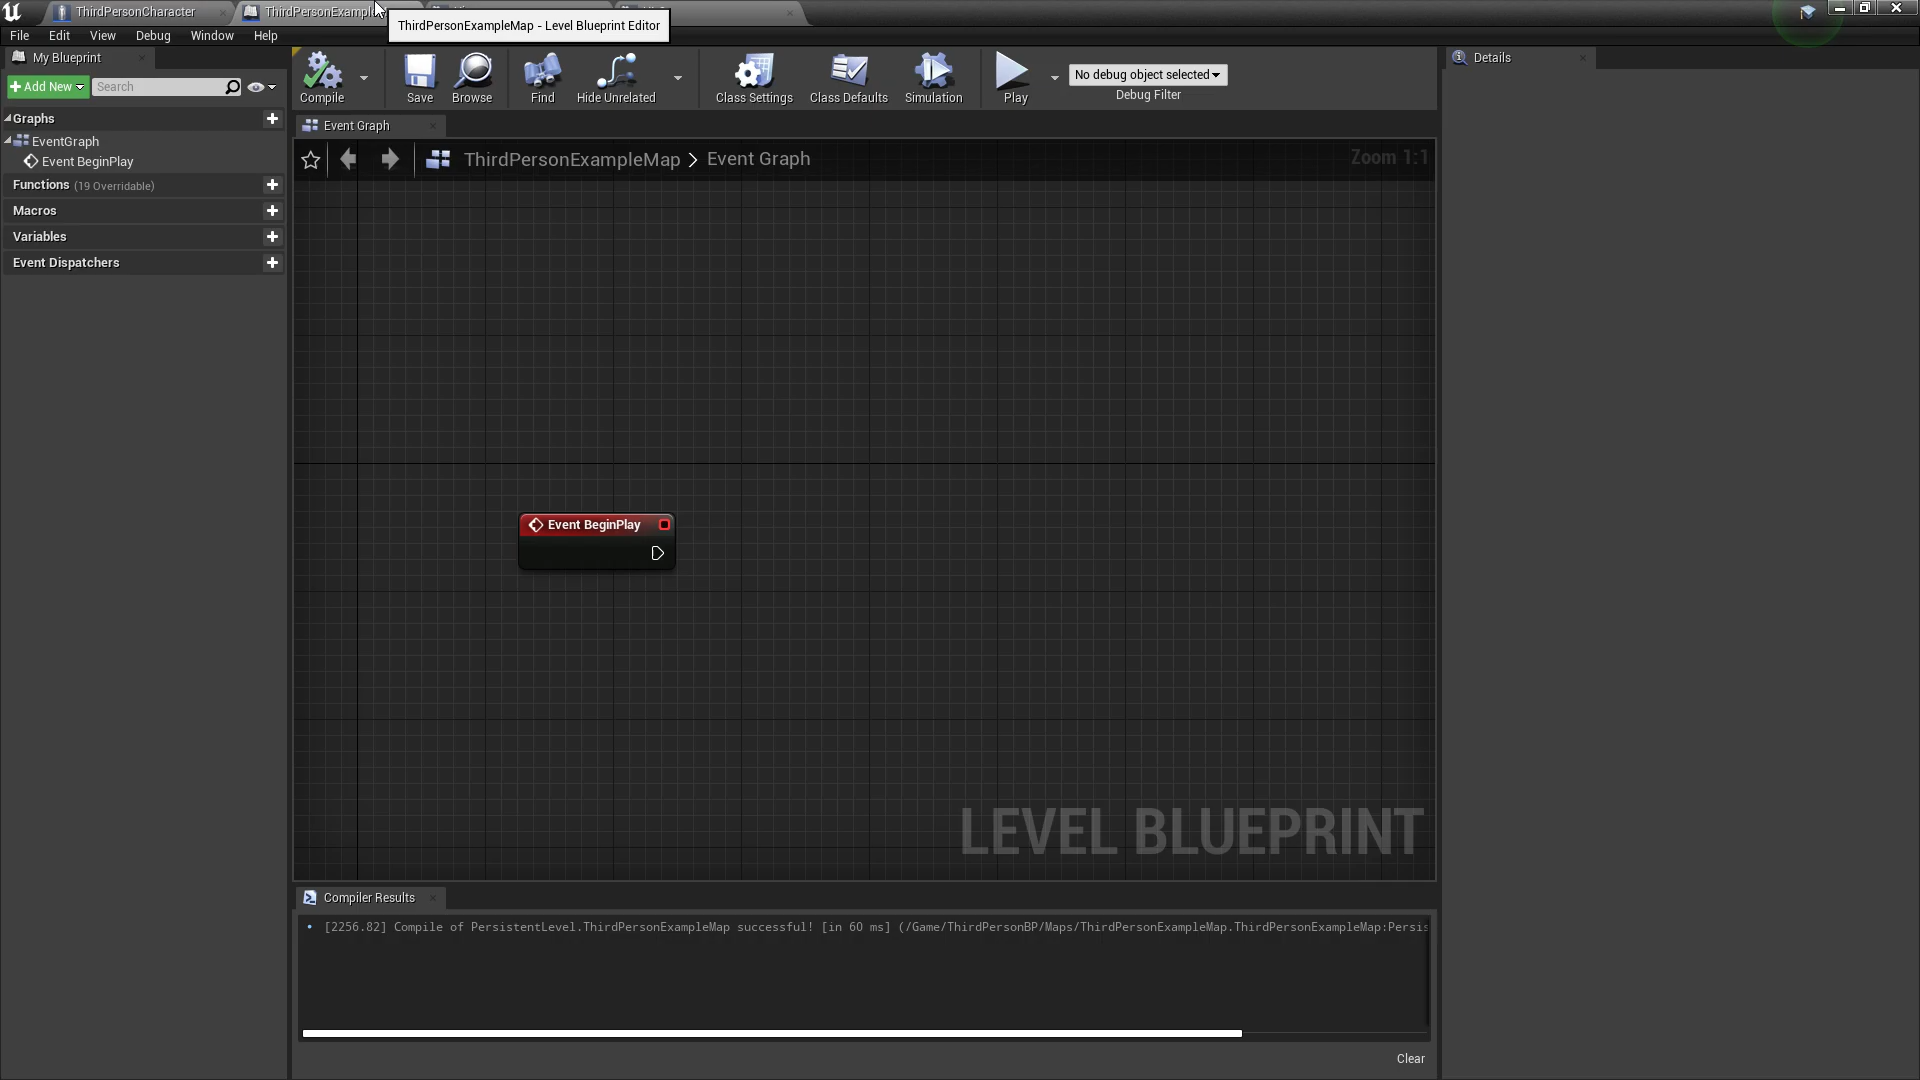 ThirdPersonCharacter
ThirdPersonExample
ThirdPersonExampleMap - Level Blueprint Editor
File Edit View Debug Window Help
My Blueprint
Add New
Search
Graphs
EventGraph
Event BeginPlay
Functions (19 Overridable)
Macros
Variables
Event Dispatchers
Compile
Save
Browse
Find
Hide Unrelated
Class Settings
Class Defaults
Simulation
Play
No debug object selected
Debug Filter
Event Graph
ThirdPersonExampleMap > Event Graph
Zoom 1:1
Event BeginPlay
LEVEL BLUEPRINT
Compiler Results
[2256.82] Compile of PersistentLevel.ThirdPersonExampleMap successful! [in 60 ms] (/Game/ThirdPersonBP/Maps/ThirdPersonExampleMap.ThirdPersonExampleMap:Persis
Clear
Details